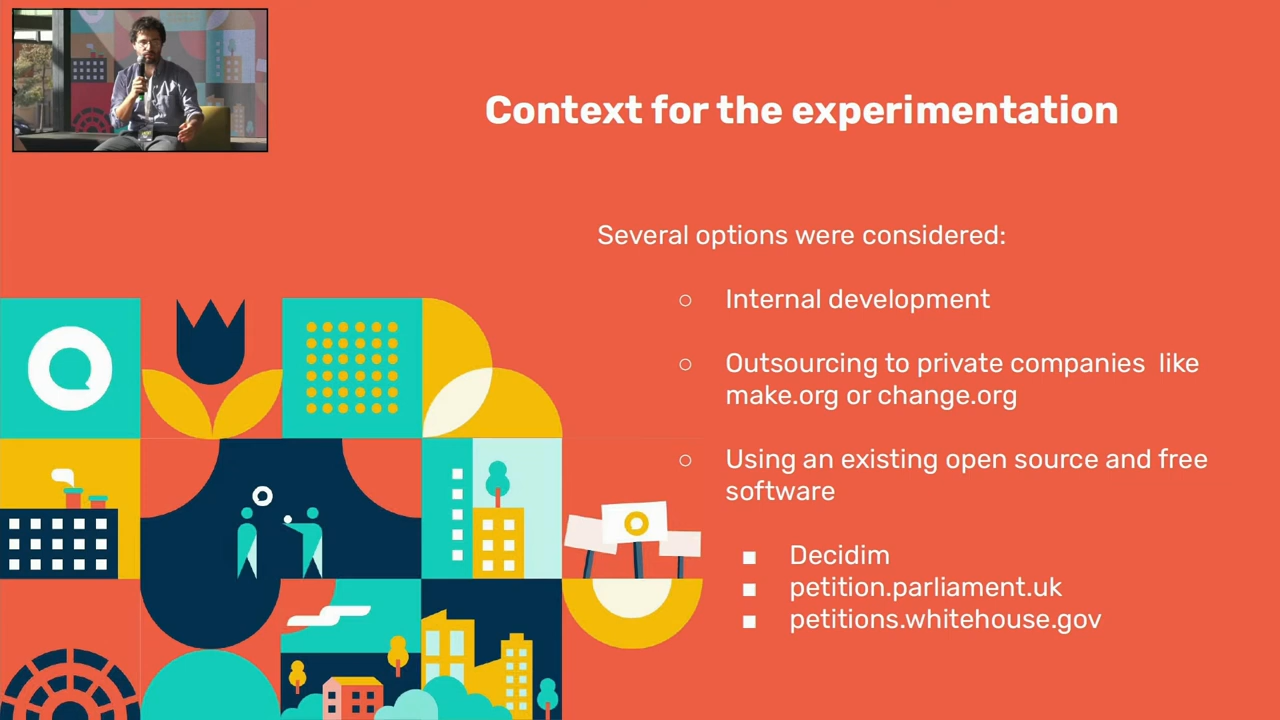 Context for the experimentation
Several options were considered:
○ Internal development
○ Outsourcing to private companies  like
make.org or change.org
○ Using an existing open source and free
software
■ Decidim
■ petition.parliament.uk
■ petitions.whitehouse.gov